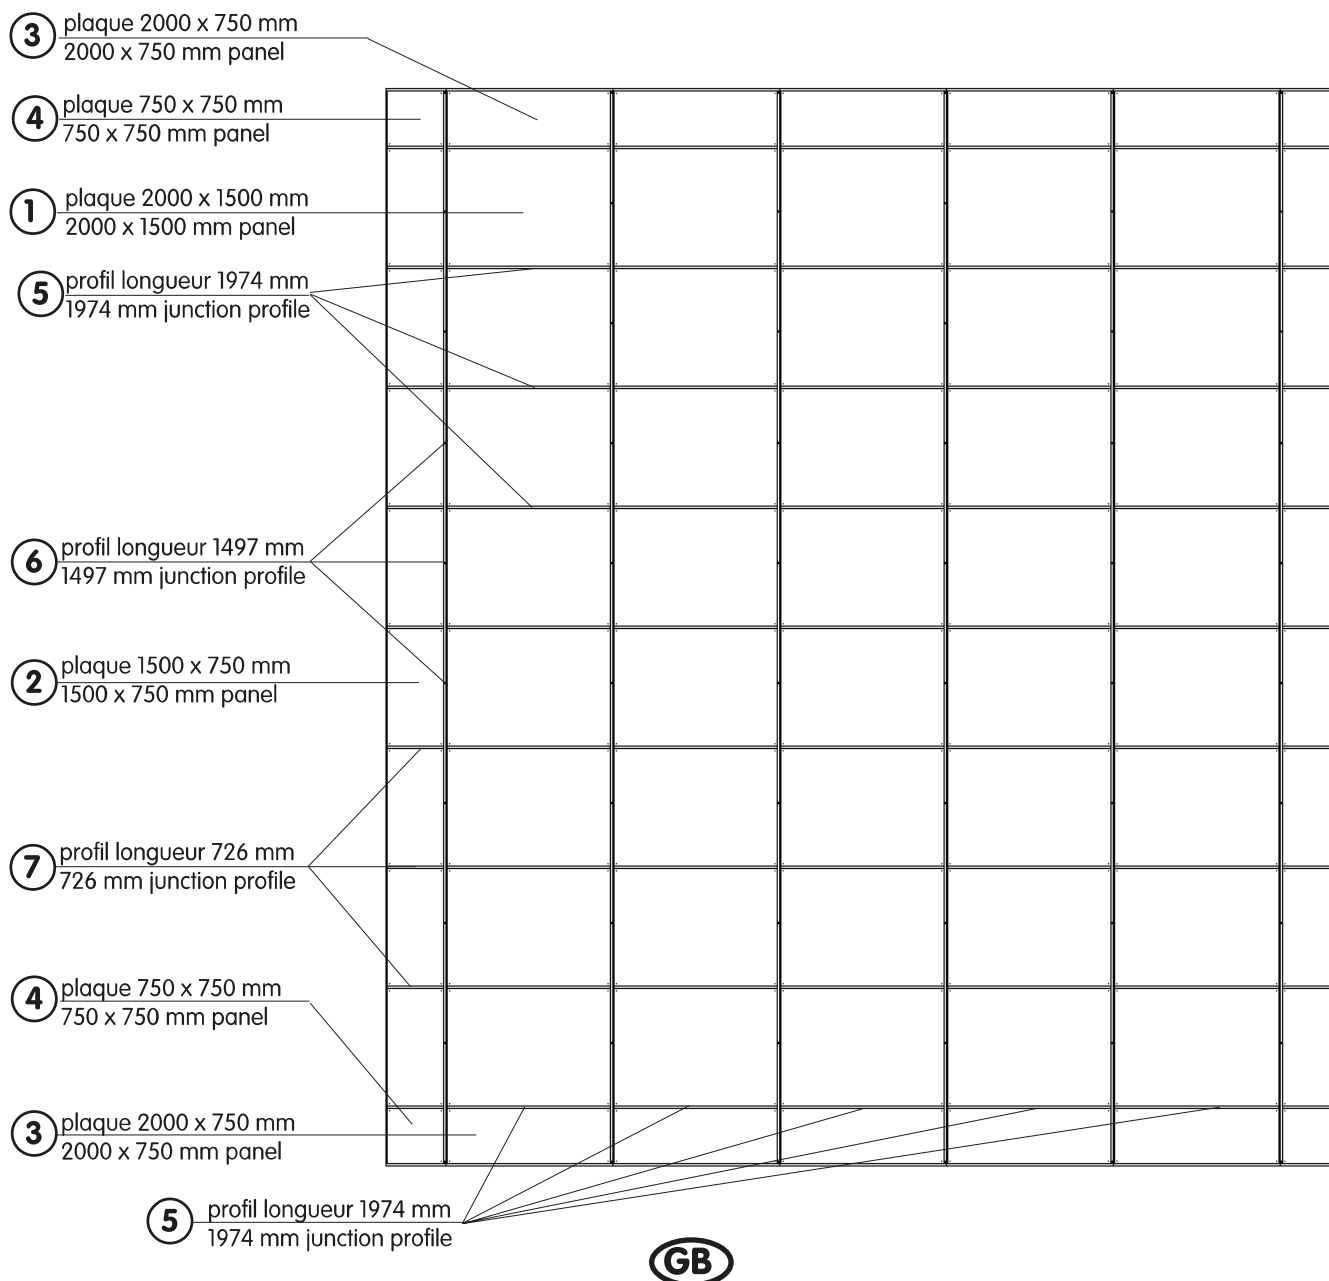 3
plaque 2000 x 750 mm
2000 x 750 mm panel
4
plaque 750 x 750 mm
750 x 750 mm panel
1
plaque 2000 x 1500 mm
2000 x 1500 mm panel
5
profil longueur 1974 mm
1974 mm junction profile
6
profil longueur 1497 mm
1497 mm junction profile
2
plaque 1500 x 750 mm
1500 x 750 mm panel
7
profil longueur 726 mm
726 mm junction profile
4
plaque 750 x 750 mm
750 x 750 mm panel
3
plaque 2000 x 750 mm
2000 x 750 mm panel
5
profil longueur 1974 mm
1974 mm junction profile
GB